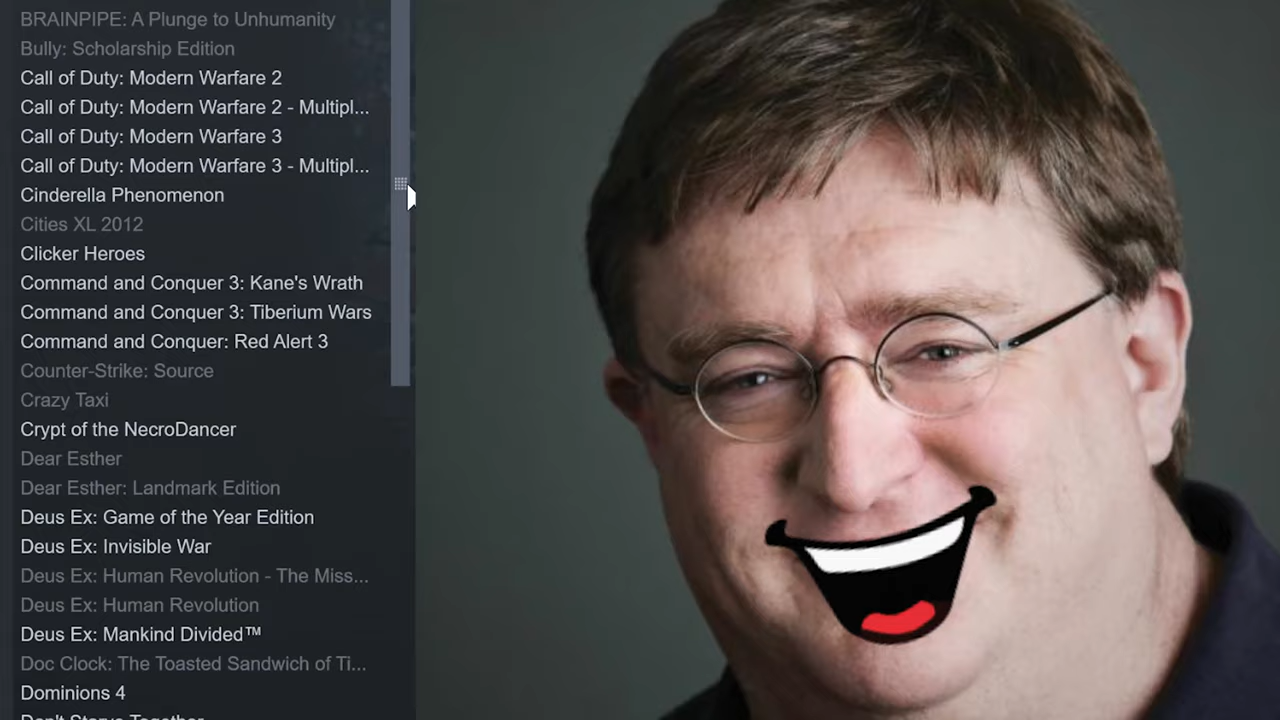 BRAINPIPE: A Plunge to Unhumanity
Bully: Scholarship Edition
Call of Duty: Modern Warfare 2
Call of Duty: Modern Warfare 2 - Multipl...
Call of Duty: Modern Warfare 3
Call of Duty: Modern Warfare 3 - Multipl...
Cinderella Phenomenon
Cities XL 2012
Clicker Heroes
Command and Conquer 3: Kane's Wrath
Command and Conquer 3: Tiberium Wars
Command and Conquer: Red Alert 3
Counter-Strike: Source
Crazy Taxi
Crypt of the NecroDancer
Dear Esther
Dear Esther: Landmark Edition
Deus Ex: Game of the Year Edition
Deus Ex: Invisible War
Deus Ex: Human Revolution - The Miss...
Deus Ex: Human Revolution
Deus Ex: Mankind Divided™
Doc Clock: The Toasted Sandwich of Ti...
Dominions 4
Don't Starve Together